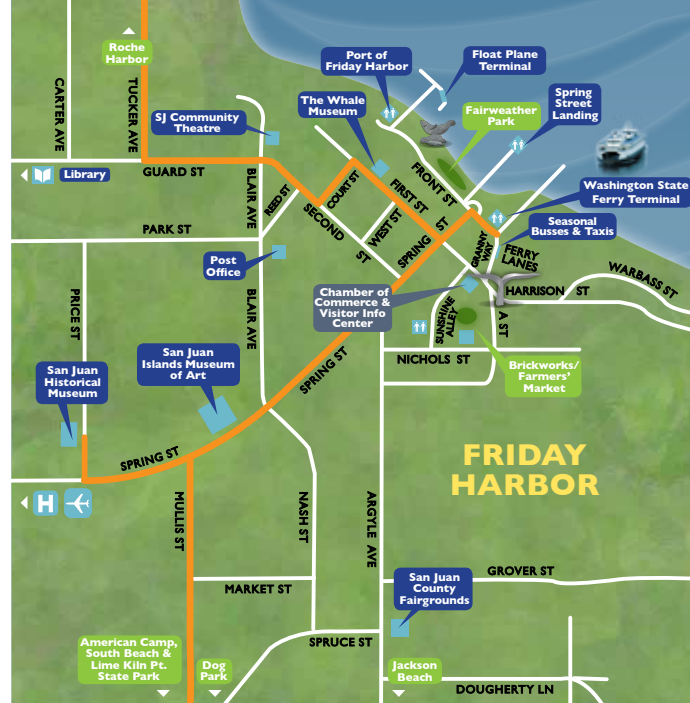 Roche
Harbor
CARTER AVE
TUCKER AVE
Port of
Friday Harbor
Float Plane
Terminal
The Whale
Museum
Fairweather
Park
Spring
Street
Landing
SJ Community
Theatre
Library
GUARD ST
BLAIR AVE
REED ST
COURT ST
FIRST ST
FRONT ST
Washington State
Ferry Terminal
SECOND
ST
WEST ST
SPRING
ST
GRANNY
WAY
Seasonal
Busses & Taxis
FERRY
LANES
PARK ST
Post
Office
WARBASS ST
HARRISON ST
Chamber of
Commerce &
Visitor Info
Center
PRICE ST
BLAIR AVE
SUNSHINE
ALLEY
A ST
San Juan
Islands Museum
of Art
SPRING ST
NICHOLS ST
San Juan
Historical
Museum
Brickworks/
Farmers'
Market
SPRING ST
FRIDAY
HARBOR
H
MULLIS ST
NASH ST
ARGYLE AVE
MARKET ST
San Juan
County
Fairgrounds
GROVER ST
American Camp,
South Beach &
Lime Kiln Pt.
State Park
Dog
Park
SPRUCE ST
Jackson
Beach
DOUGHERTY LN